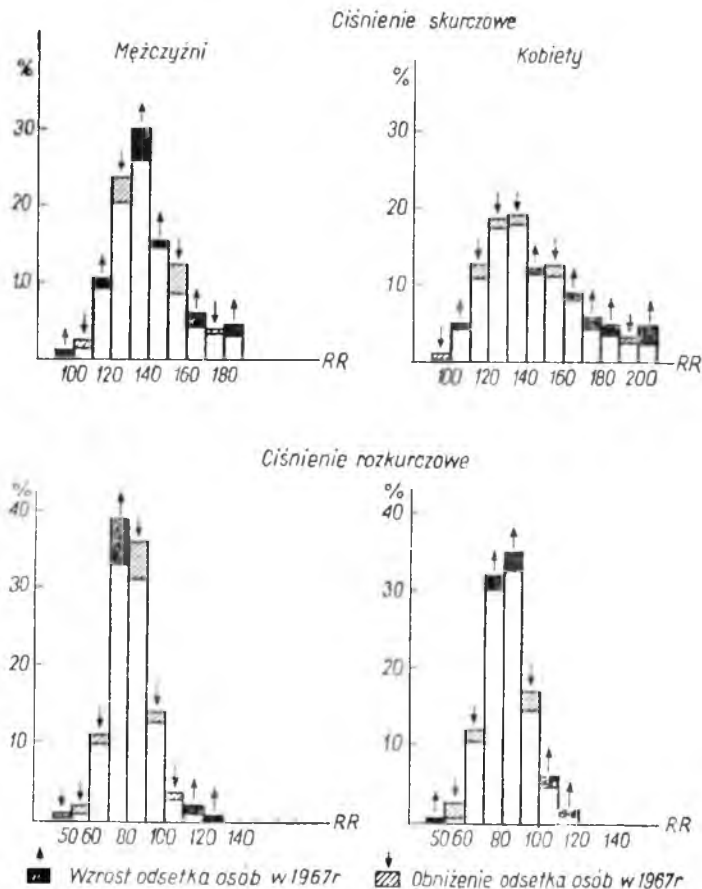 Ciśnienie skurczowe
Mężczyźni
Kobiety
%
30
20
10
100 120 140 160 180 RR
%
30
20
10
100 120 140 160 180 200 RR
Ciśnienie rozkurczowe
%
40
30
20
10
50 60 80 100 120 140 RR
%
40
30
20
10
50 60 80 100 120 140 RR
Wzrost odsetka osób w 1967r
Obniżenie odsetka osób w 1967r